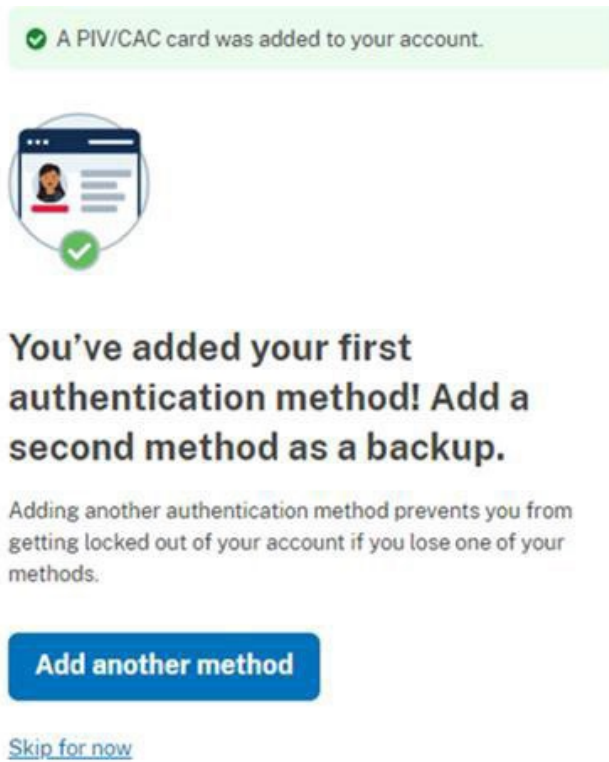 A PIV/CAC card was added to your account.
You’ve added your first
authentication method! Add a
second method as a backup.
Adding another authentication method prevents you from
getting locked out of your account if you lose one of your
methods.
Add another method
Skip for now